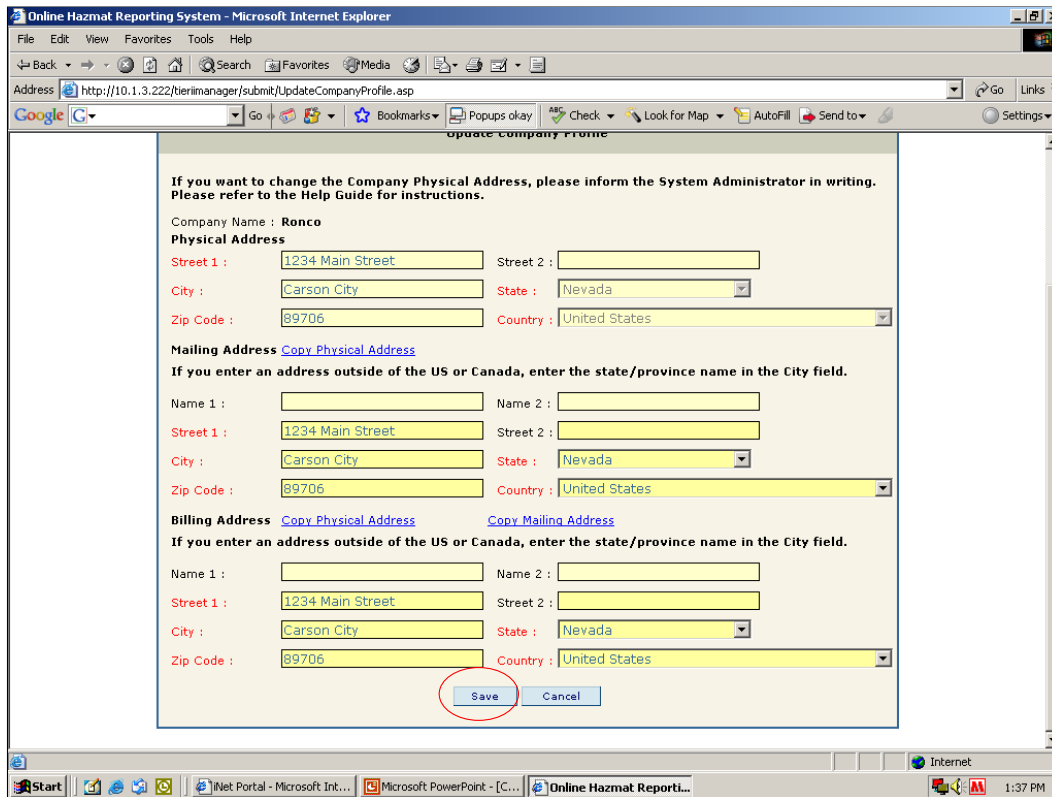 Online Hazmat Reporting System - Microsoft Internet Explorer
File Edit View Favorites Tools Help
Back Search Favorites Media
Address http://10.1.3.222/tieriimanager/submit/UpdateCompanyProfile.asp Go Links
Google G Go Bookmarks Popups okay ABC Check Look for Map AutoFill Send to Settings
Update Company Profile
If you want to change the Company Physical Address, please inform the System Administrator in writing.
Please refer to the Help Guide for instructions.
Company Name : Ronco
Physical Address
Street 1 : 1234 Main Street Street 2 :
City : Carson City State : Nevada
Zip Code : 89706 Country : United States
Mailing Address Copy Physical Address
If you enter an address outside of the US or Canada, enter the state/province name in the City field.
Name 1 : Name 2 :
Street 1 : 1234 Main Street Street 2 :
City : Carson City State : Nevada
Zip Code : 89706 Country : United States
Billing Address Copy Physical Address Copy Mailing Address
If you enter an address outside of the US or Canada, enter the state/province name in the City field.
Name 1 : Name 2 :
Street 1 : 1234 Main Street Street 2 :
City : Carson City State : Nevada
Zip Code : 89706 Country : United States
Save Cancel
Internet
Start iNet Portal - Microsoft Int... Microsoft PowerPoint - [C... Online Hazmat Reporti... 1:37 PM